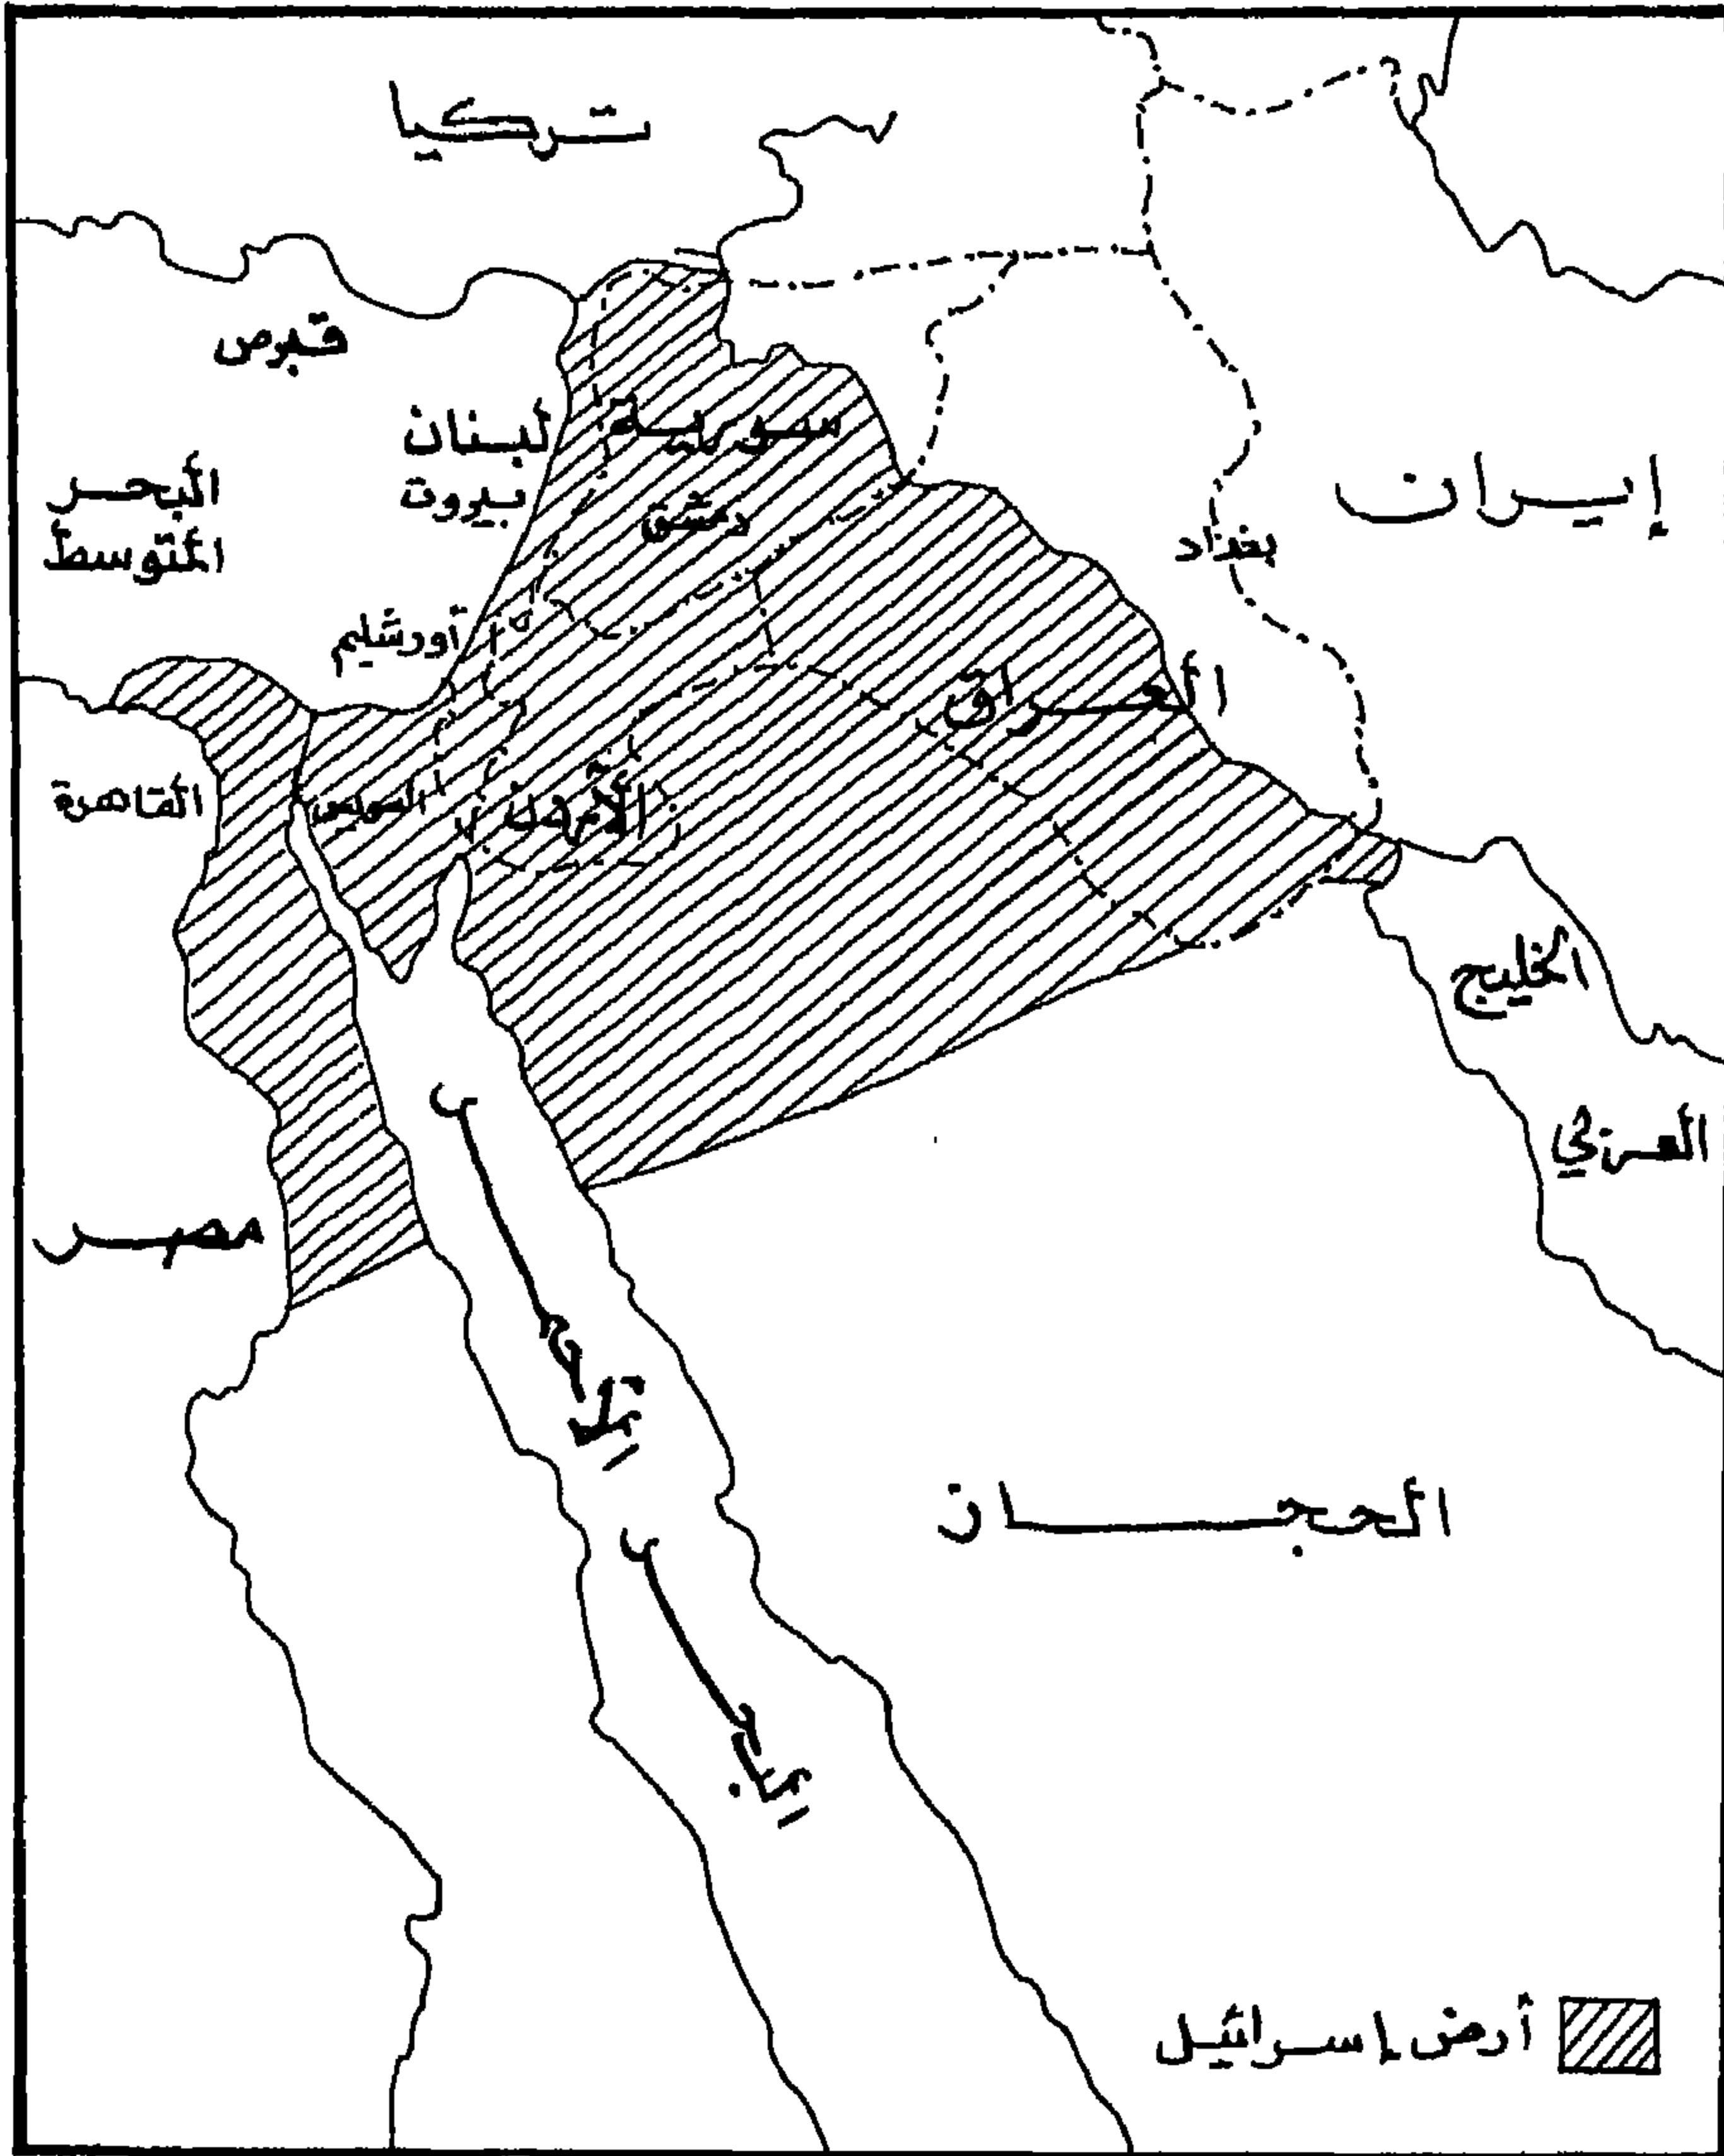 تركيا
قبرص
لبنان
بيروت
سورية
دمشق
البحر
المتوسط
إيران
بغداد
أورشليم
العراق
القاهرة
السويس
الأردن
الخليج
العربي
مصر
البحر
الأحمر
الحجاز
أرض إسرائيل